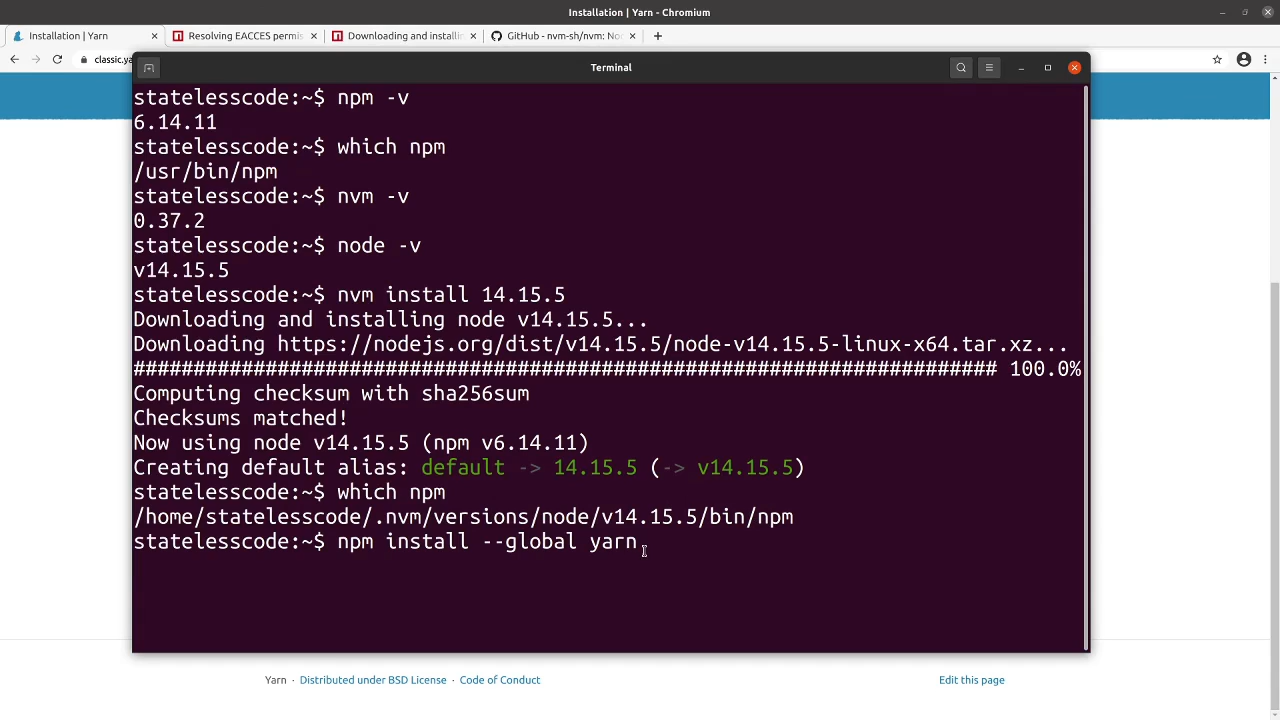 Installation | Yarn - Chromium
Installation | Yarn
Resolving EACCES permis
Downloading and installin
GitHub - nvm-sh/nvm: No
classic.ya
Terminal
statelesscode:~$ npm -v
6.14.11
statelesscode:~$ which npm
/usr/bin/npm
statelesscode:~$ nvm -v
0.37.2
statelesscode:~$ node -v
v14.15.5
statelesscode:~$ nvm install 14.15.5
Downloading and installing node v14.15.5...
Downloading https://nodejs.org/dist/v14.15.5/node-v14.15.5-linux-x64.tar.xz...
######################################################################## 100.0%
Computing checksum with sha256sum
Checksums matched!
Now using node v14.15.5 (npm v6.14.11)
Creating default alias: default -> 14.15.5 (-> v14.15.5)
statelesscode:~$ which npm
/home/statelesscode/.nvm/versions/node/v14.15.5/bin/npm
statelesscode:~$ npm install --global yarn
Yarn · Distributed under BSD License · Code of Conduct
Edit this page